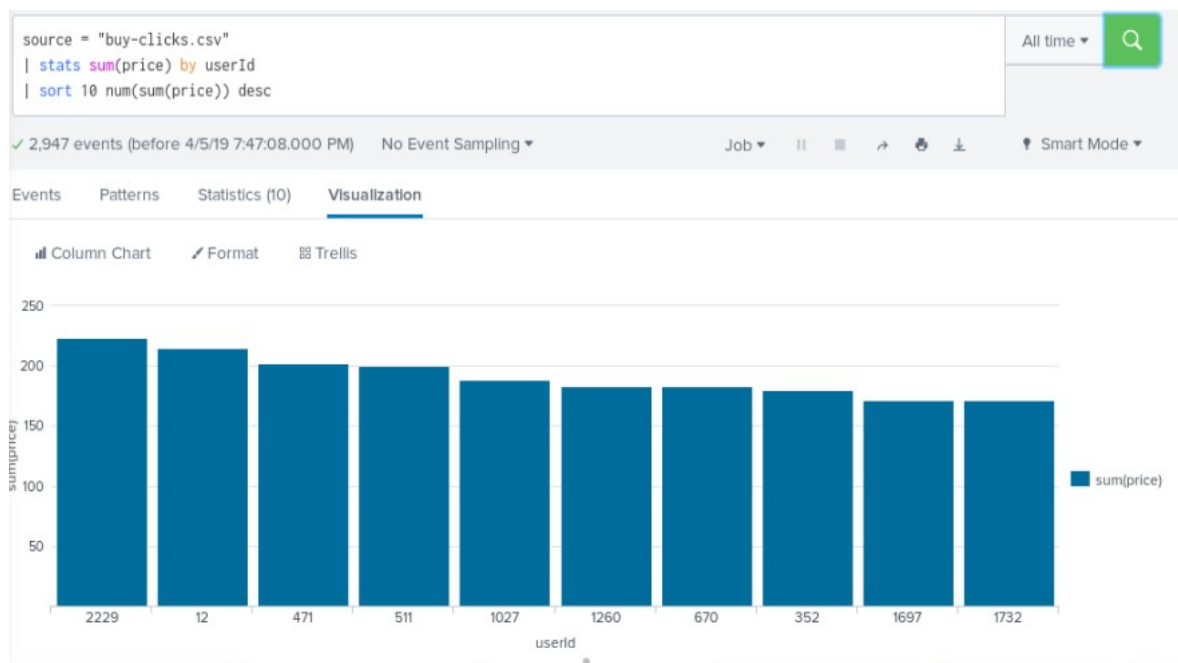 source = "buy-clicks.csv"
| stats sum(price) by userId
| sort 10 num(sum(price)) desc
All time
✓ 2,947 events (before 4/5/19 7:47:08.000 PM) No Event Sampling Job Smart Mode
Events Patterns Statistics (10) Visualization
Column Chart Format Trellis
250
200
150
100
50
sum(price)
sum(price)
2229 12 471 511 1027 1260 670 352 1697 1732
userId